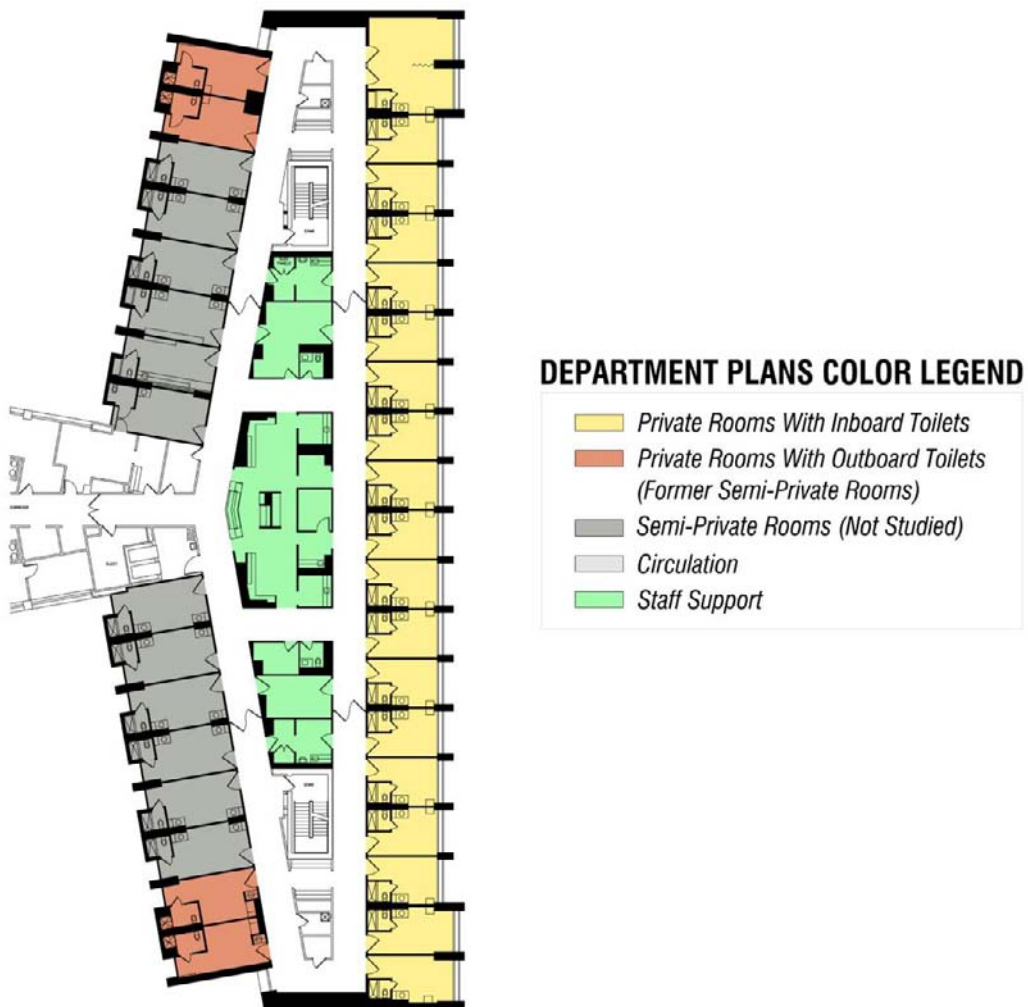 DEPARTMENT PLANS COLOR LEGEND
Private Rooms With Inboard Toilets
Private Rooms With Outboard Toilets
(Former Semi-Private Rooms)
Semi-Private Rooms (Not Studied)
Circulation
Staff Support